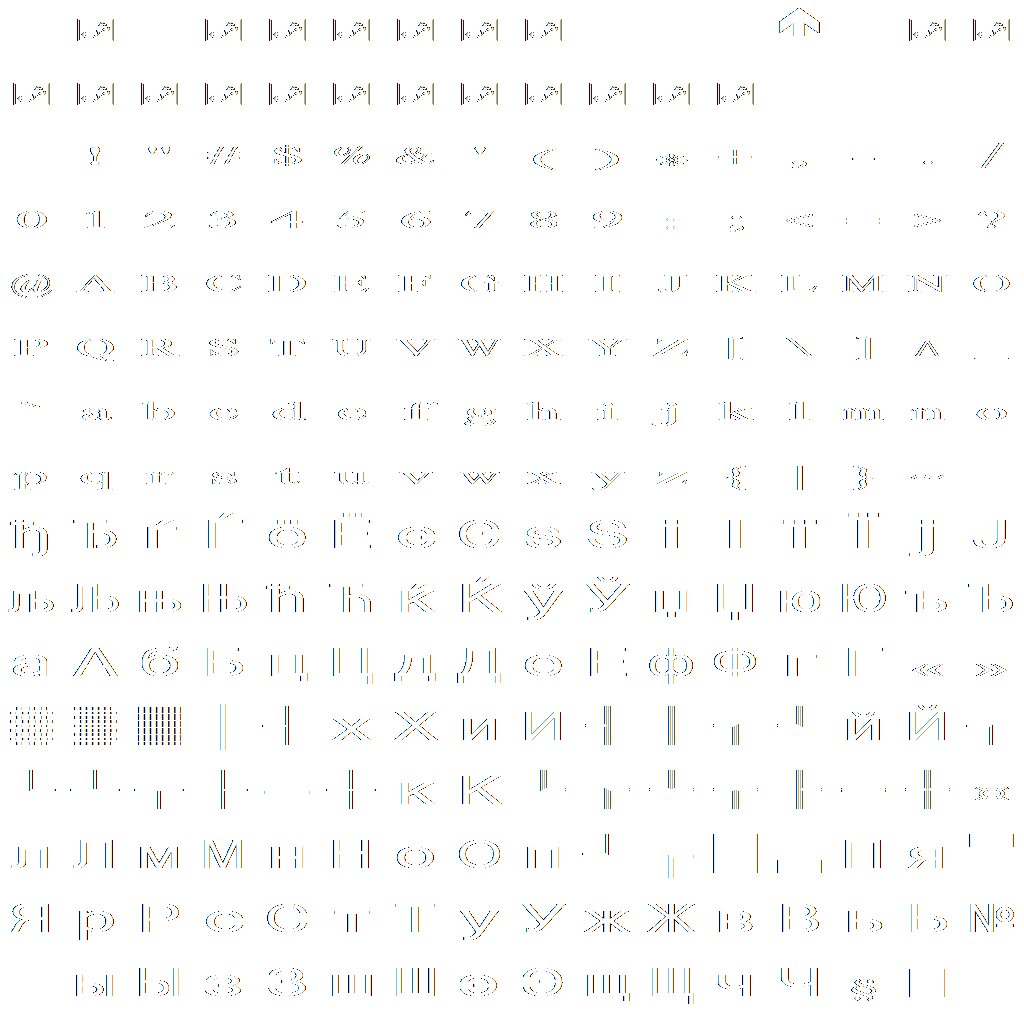 ! " # $ % & ' ( ) * + , - . /
0 1 2 3 4 5 6 7 8 9 : ; < = > ?
@ A B C D E F G H I J K L M N O
P Q R S T U V W X Y Z [ \ ] ^ _
` a b c d e f g h i j k l m n o
p q r s t u v w x y z { | } ~
ђ Ђ ѓ Ѓ ё Ё є Є ѕ Ѕ і І ї Ї ј Ј
љ Љ њ Њ ћ Ћ ќ Ќ ў Ў џ Џ ю Ю ъ Ъ
а А б Б ц Ц д Д е Е ф Ф г Г « »
░ ▒ ▓ │ ┤ х Х и И ╣ ║ ╗ ╝ й Й ┐
└ ┴ ┬ ├ ─ ┼ к К ╚ ╔ ╩ ╦ ╠ ═ ╬ ¤
л Л м М н Н о О п ┘ ┌ █ ▄ П я ▀
Я р Р с С т Т у У ж Ж в В ь Ь №
ы Ы з З ш Ш э Э щ Щ ч Ч § ■